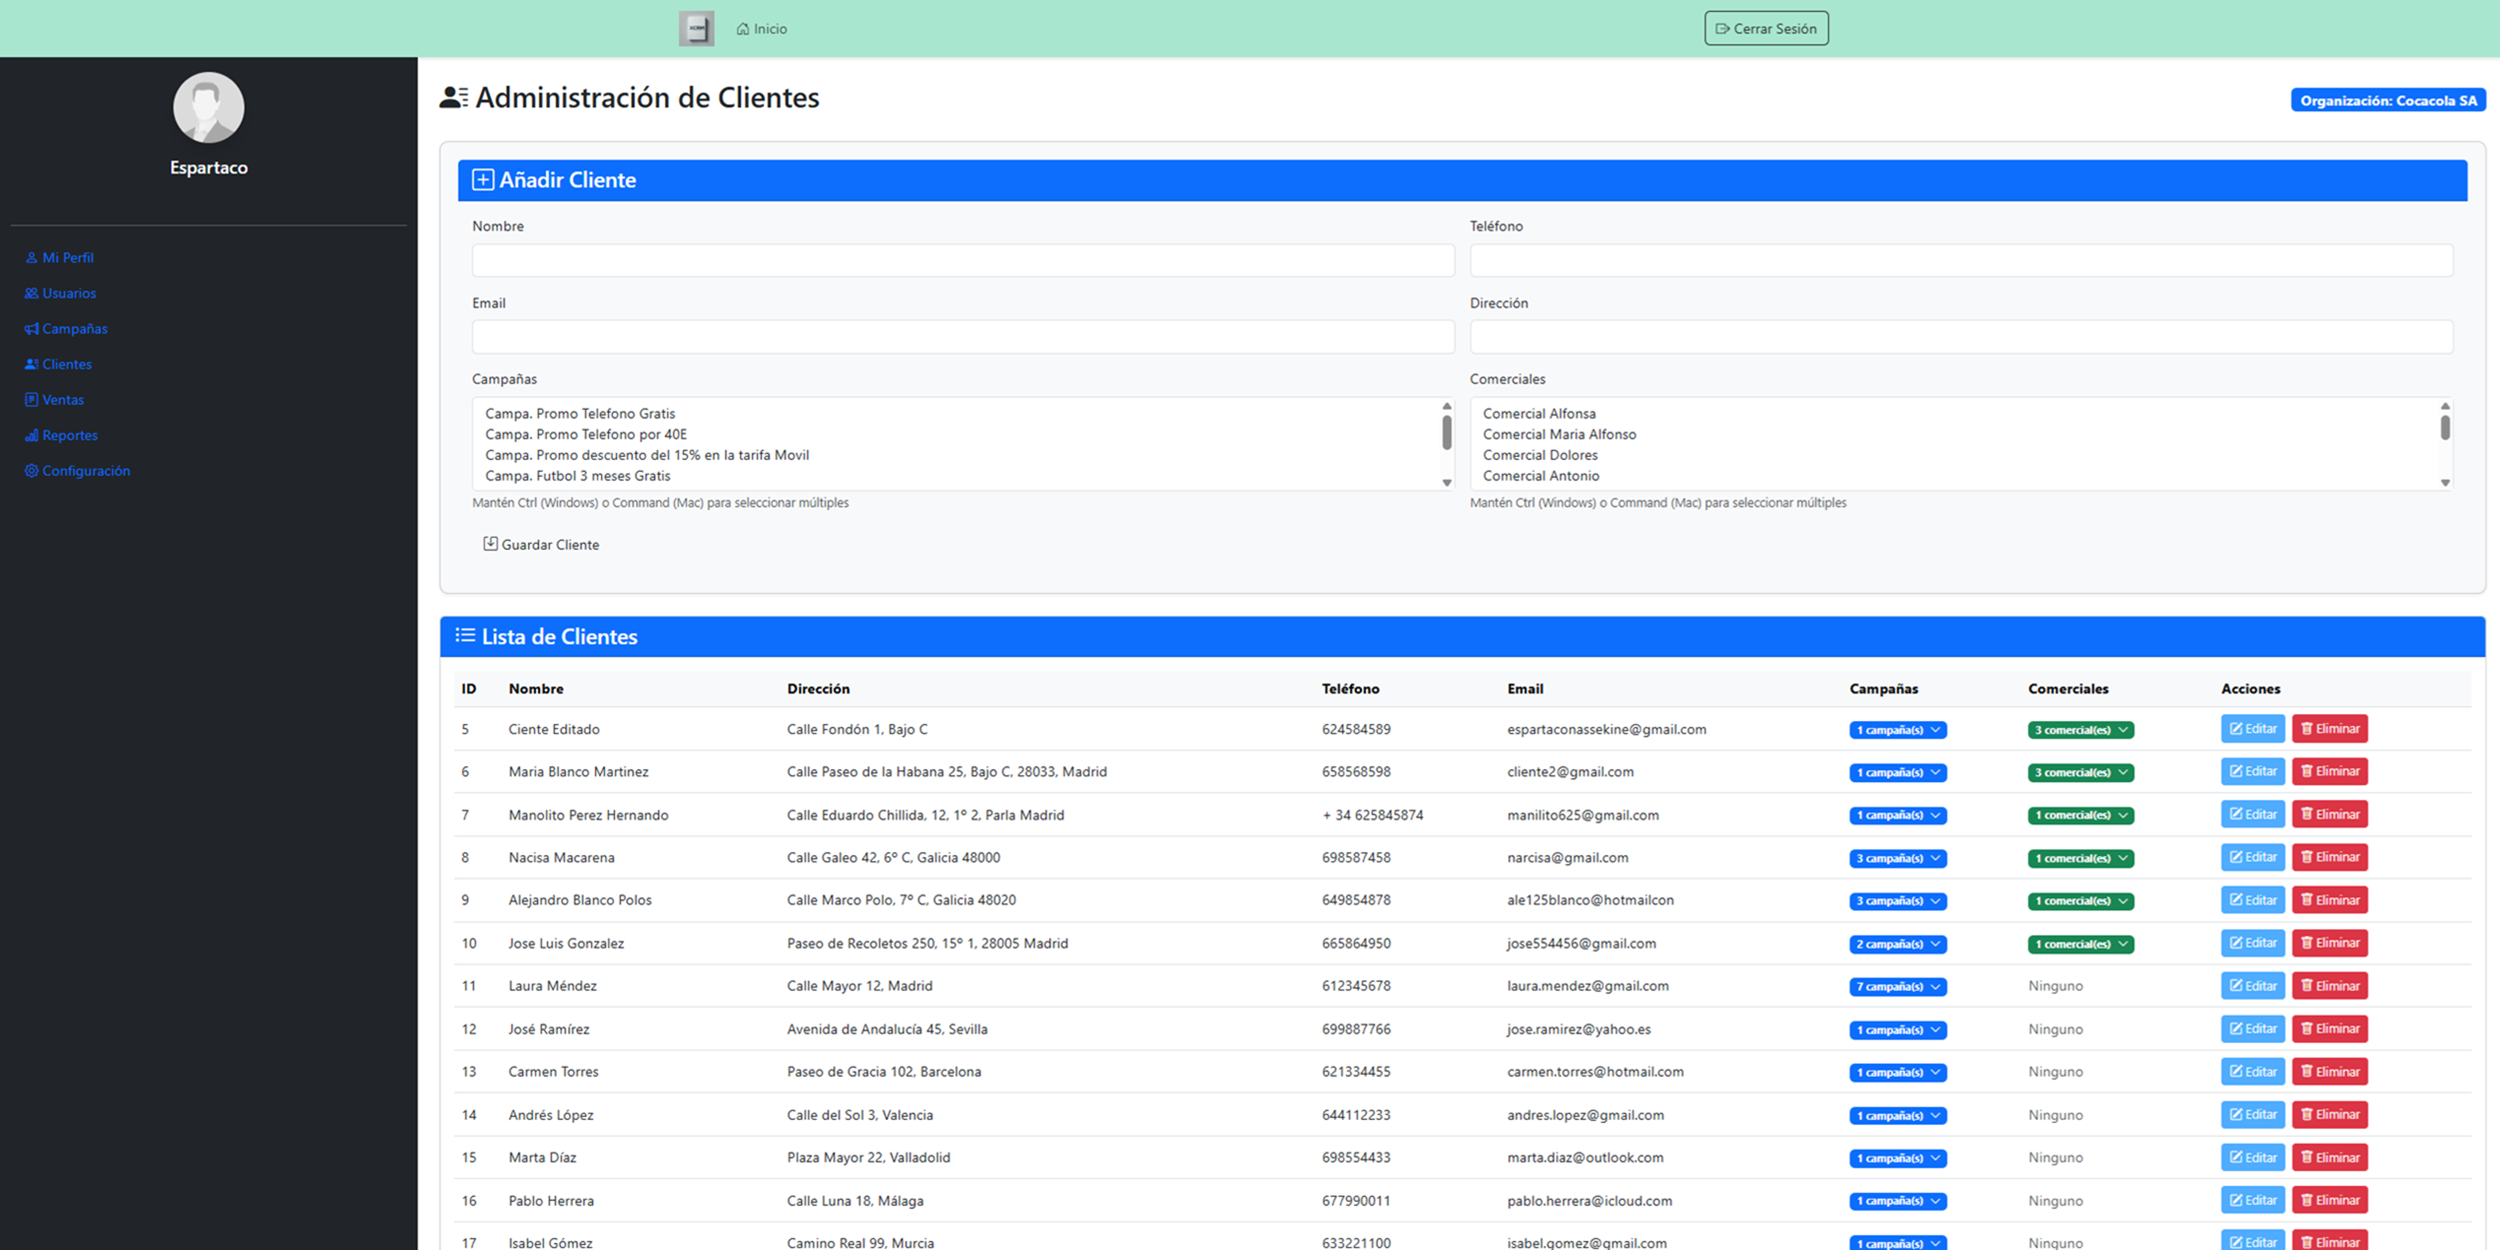 Inicio
Cerrar Sesión
Espartaco
Mi Perfil
Usuarios
Campañas
Clientes
Ventas
Reportes
Configuración
Administración de Clientes
Organización: Cocacola SA
Añadir Cliente
Nombre Teléfono
Email Dirección
Campañas Comerciales
Campa. Promo Telefono Gratis Comercial Alfonsa
Campa. Promo Telefono por 40E Comercial Maria Alfonso
Campa. Promo descuento del 15% en la tarifa Movil Comercial Dolores
Campa. Futbol 3 meses Gratis Comercial Antonio
Mantén Ctrl (Windows) o Command (Mac) para seleccionar múltiples Mantén Ctrl (Windows) o Command (Mac) para seleccionar múltiples
Guardar Cliente
Lista de Clientes
ID Nombre Dirección Teléfono Email Campañas Comerciales Acciones
5 Ciente Editado Calle Fondón 1, Bajo C 624584589 espartaconassekine@gmail.com 1 campaña(s) 3 comercial(es) Editar Eliminar
6 Maria Blanco Martinez Calle Paseo de la Habana 25, Bajo C, 28033, Madrid 658568598 cliente2@gmail.com 1 campaña(s) 3 comercial(es) Editar Eliminar
7 Manolito Perez Hernando Calle Eduardo Chillida, 12, 1º 2, Parla Madrid + 34 625845874 manilito625@gmail.com 1 campaña(s) 1 comercial(es) Editar Eliminar
8 Nacisa Macarena Calle Galeo 42, 6º C, Galicia 48000 698587458 narcisa@gmail.com 3 campaña(s) 1 comercial(es) Editar Eliminar
9 Alejandro Blanco Polos Calle Marco Polo, 7º C, Galicia 48020 649854878 ale125blanco@hotmailcon 3 campaña(s) 1 comercial(es) Editar Eliminar
10 Jose Luis Gonzalez Paseo de Recoletos 250, 15º 1, 28005 Madrid 665864950 jose554456@gmail.com 2 campaña(s) 1 comercial(es) Editar Eliminar
11 Laura Méndez Calle Mayor 12, Madrid 612345678 laura.mendez@gmail.com 7 campaña(s) Ninguno Editar Eliminar
12 José Ramírez Avenida de Andalucía 45, Sevilla 699887766 jose.ramirez@yahoo.es 1 campaña(s) Ninguno Editar Eliminar
13 Carmen Torres Paseo de Gracia 102, Barcelona 621334455 carmen.torres@hotmail.com 1 campaña(s) Ninguno Editar Eliminar
14 Andrés López Calle del Sol 3, Valencia 644112233 andres.lopez@gmail.com 1 campaña(s) Ninguno Editar Eliminar
15 Marta Díaz Plaza Mayor 22, Valladolid 698554433 marta.diaz@outlook.com 1 campaña(s) Ninguno Editar Eliminar
16 Pablo Herrera Calle Luna 18, Málaga 677990011 pablo.herrera@icloud.com 1 campaña(s) Ninguno Editar Eliminar
17 Isabel Gómez Camino Real 99, Murcia 633221100 isabel.gomez@gmail.com 1 campaña(s) Ninguno Editar Eliminar